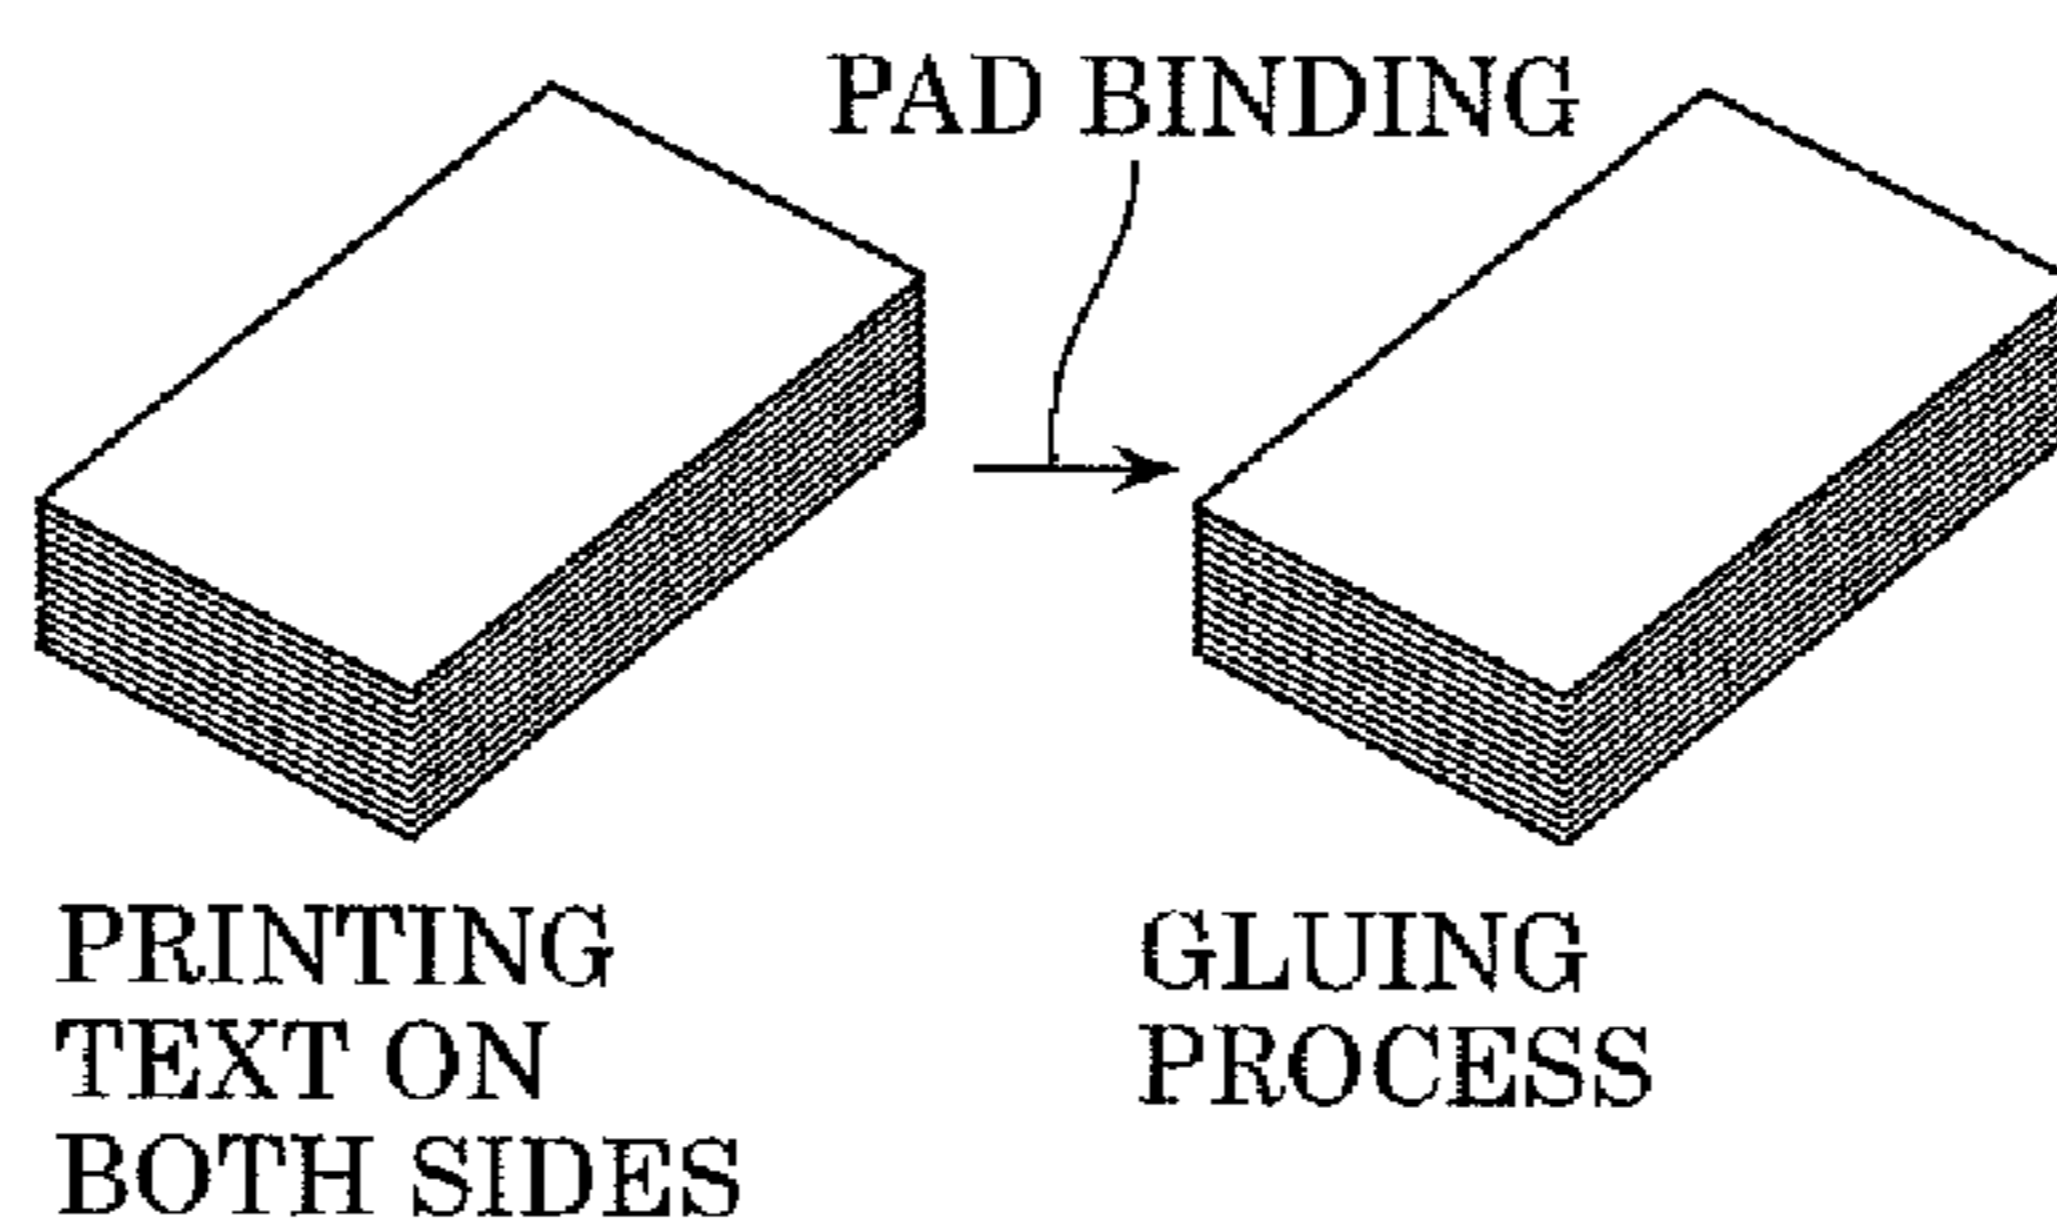 PAD BINDING
PRINTING
TEXT ON
BOTH SIDES
GLUING
PROCESS